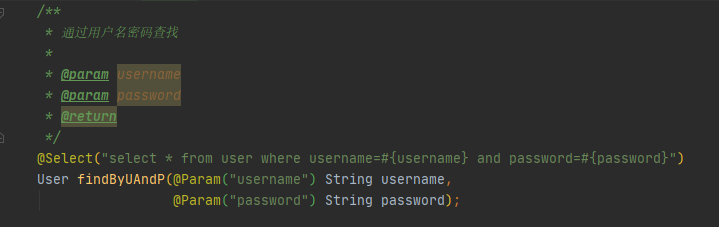 /**
 * 通过用户名密码查找
 *
 * @param username
 * @param password
 * @return
 */
@Select("select * from user where username=#{username} and password=#{password}")
User findByUAndP(@Param("username") String username,
                 @Param("password") String password);